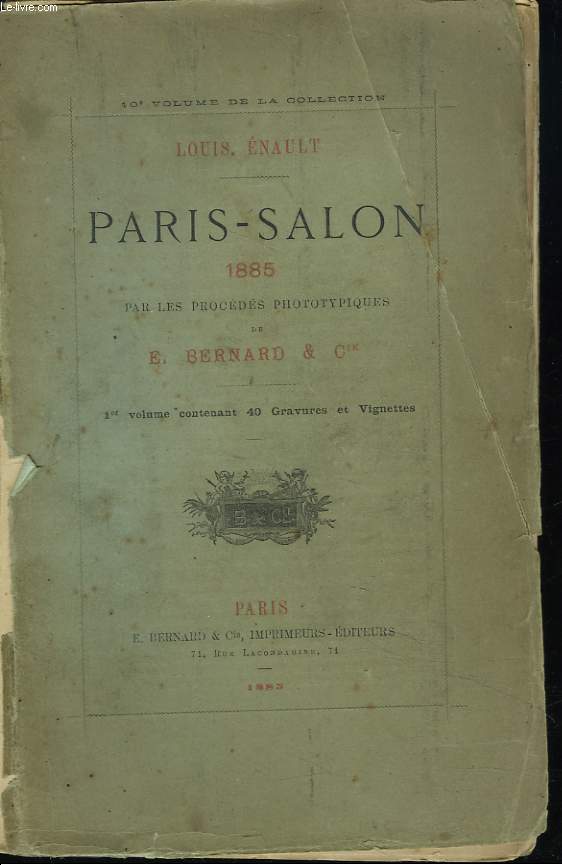 Le-livre.com
10e VOLUME DE LA COLLECTION
LOUIS. ÉNAULT
PARIS-SALON
1885
PAR LES PROCÉDÉS PHOTOTYPIQUES
DE
E. BERNARD & Cie
1er volume contenant 40 Gravures et Vignettes
B & Cie
PARIS
E. BERNARD & Cie, IMPRIMEURS-ÉDITEURS
71, RUE LACONDAMINE, 71
1885